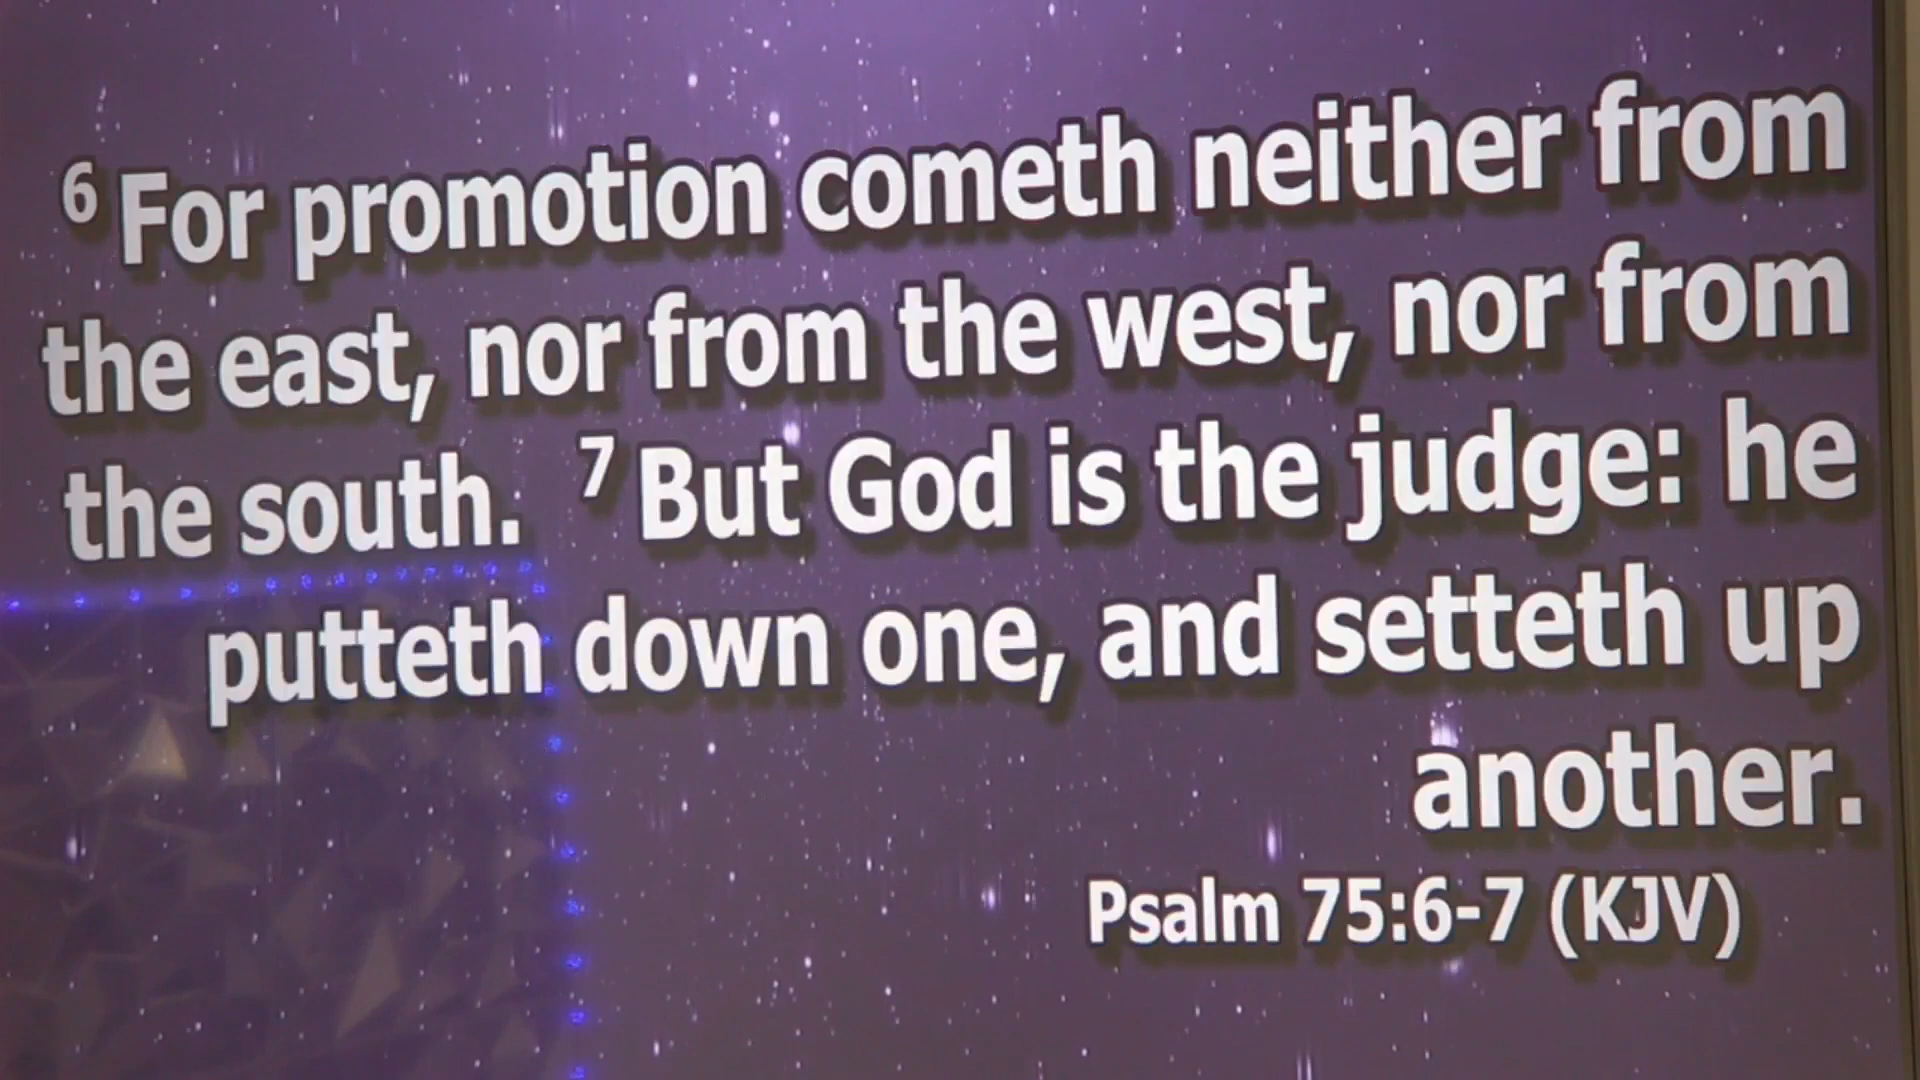 6 For promotion cometh neither from
the east, nor from the west, nor from
the south. 7 But God is the judge: he
putteth down one, and setteth up
another.
Psalm 75:6-7 (KJV)